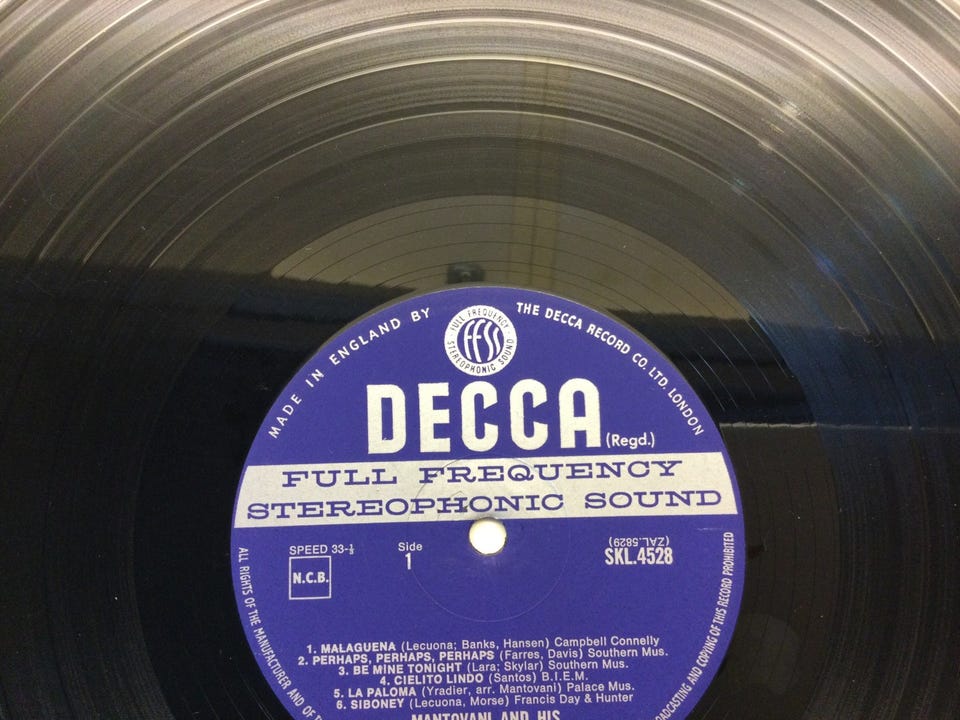 MADE IN ENGLAND BY THE DECCA RECORD CO. LTD. LONDON
FULL FREQUENCY
FFSS
STEREOPHONIC SOUND
DECCA (Regd.)
FULL FREQUENCY
STEREOPHONIC SOUND
SPEED 33-⅓
Side
1
(ZAL.5829)
SKL.4528
N.C.B.
1. MALAGUENA (Lecuona; Banks, Hansen) Campbell Connelly
2. PERHAPS, PERHAPS, PERHAPS (Farres, Davis) Southern Mus.
3. BE MINE TONIGHT (Lara; Skylar) Southern Mus.
4. CIELITO LINDO (Santos) B.I.E.M.
5. LA PALOMA (Yradier, arr. Mantovani) Palace Mus.
6. SIBONEY (Lecuona, Morse) Francis Day & Hunter
MANTOVANI AND HIS
ALL RIGHTS OF THE MANUFACTURER AND OF
COPYING OF THIS RECORD PROHIBITED